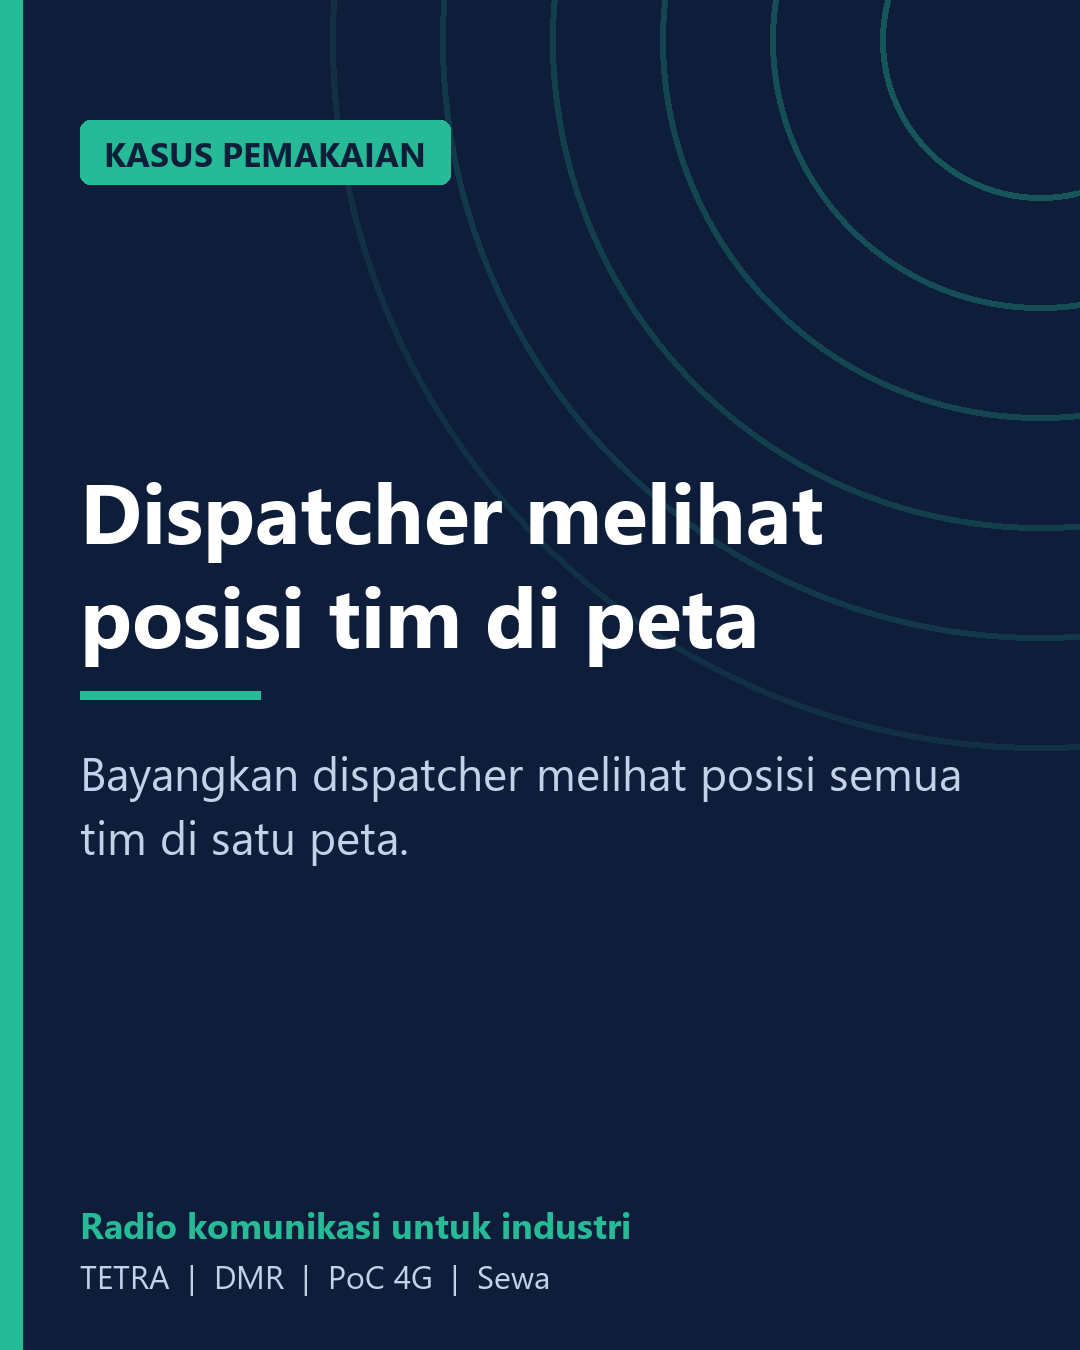 KASUS PEMAKAIAN
Dispatcher melihat
posisi tim di peta
Bayangkan dispatcher melihat posisi semua
tim di satu peta.
Radio komunikasi untuk industri
TETRA | DMR | PoC 4G | Sewa